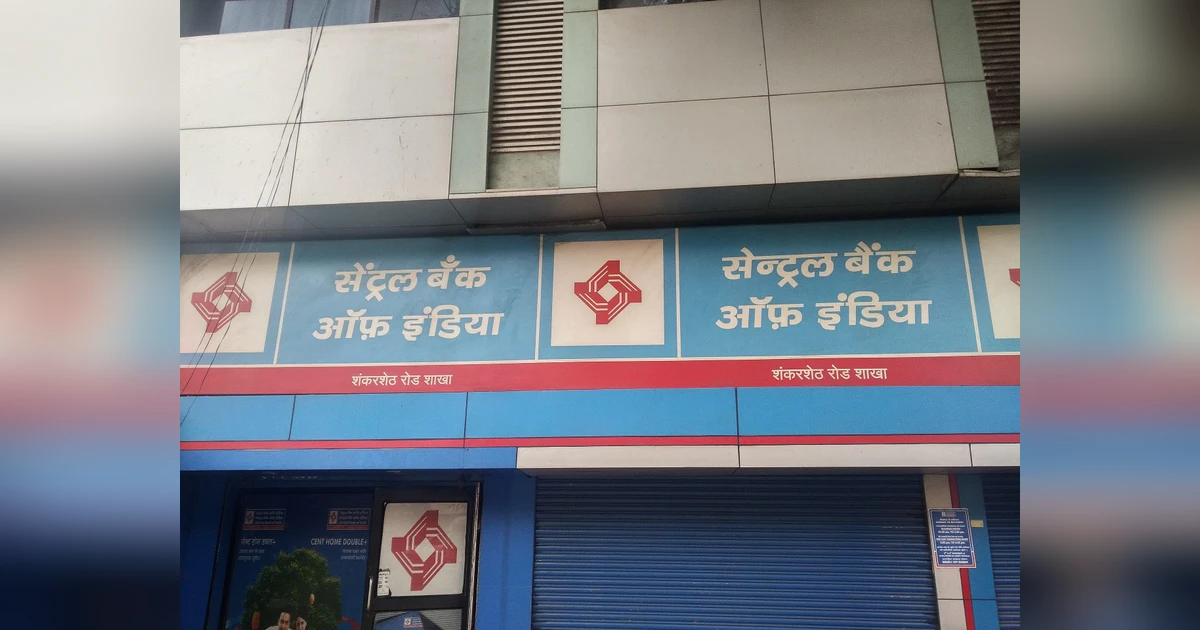 सेंट्रल बँक
ऑफ़ इंडिया
सेन्ट्रल बैंक
ऑफ़ इंडिया
शंकरशेठ रोड शाखा
शंकरशेठ रोड शाखा
CENT HOME DOUBLE+